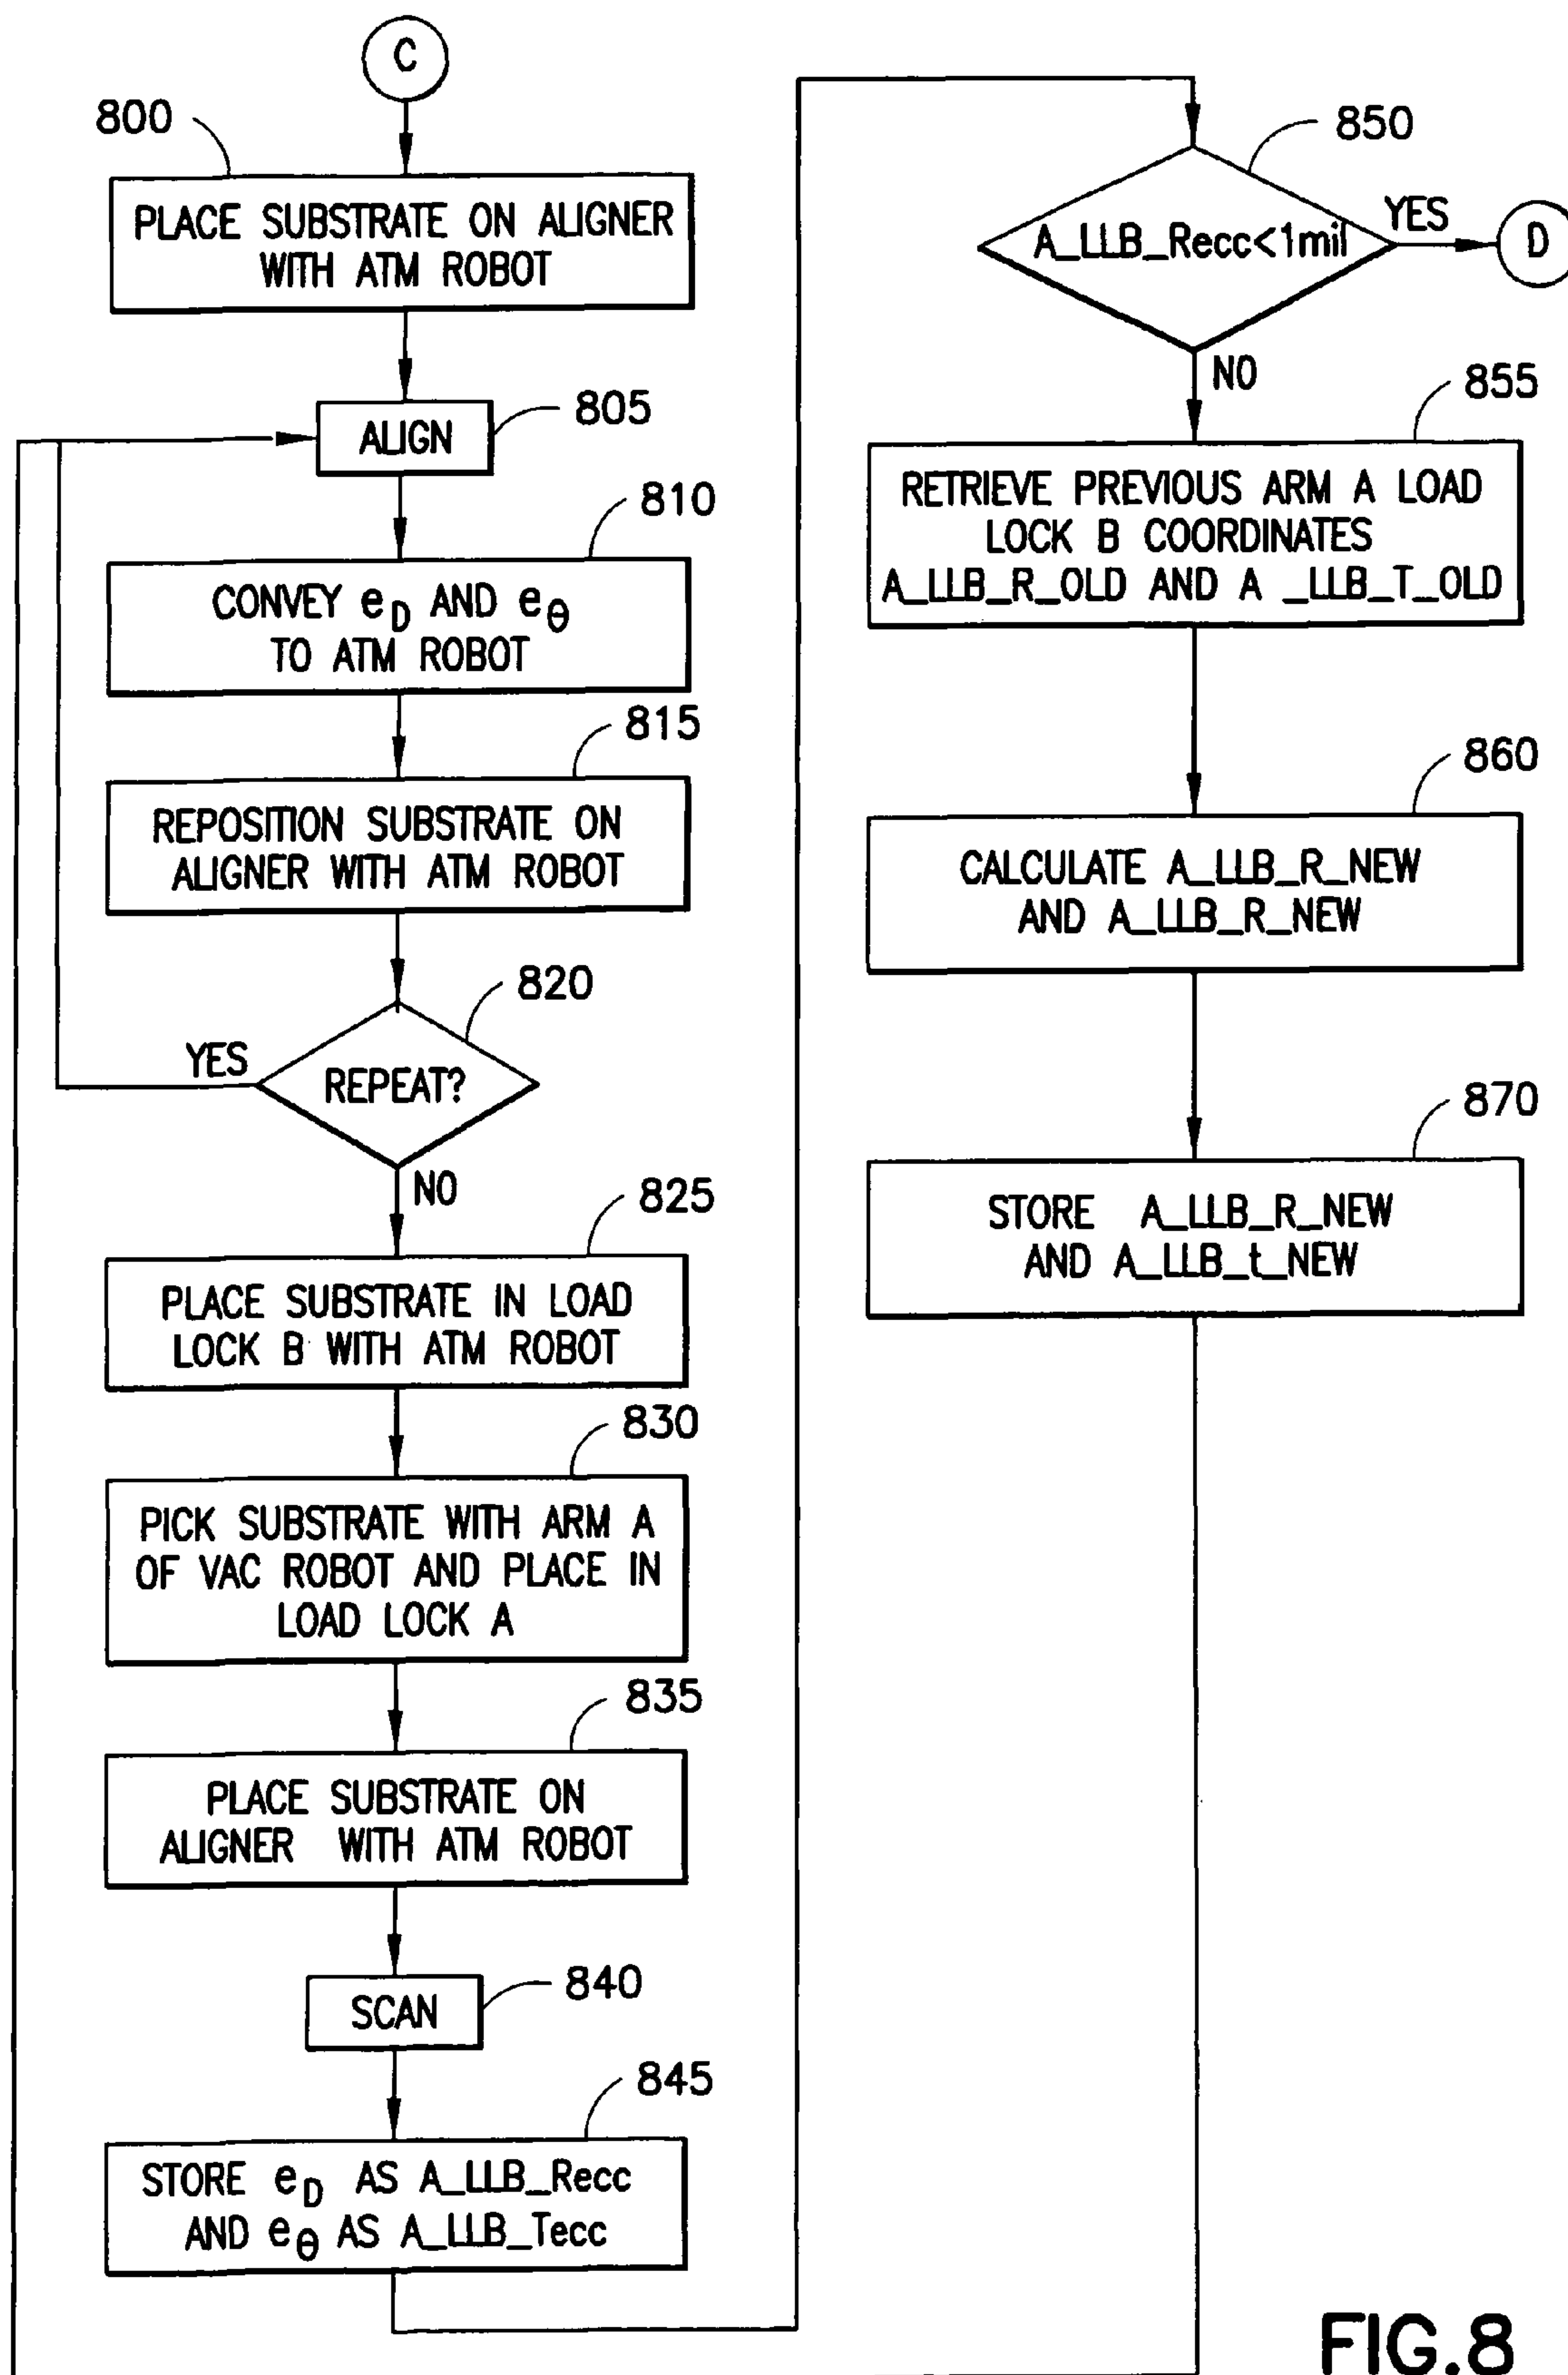 C
800
PLACE SUBSTRATE ON ALIGNER
WITH ATM ROBOT
805
ALIGN
810
CONVEY eD AND eθ
TO ATM ROBOT
815
REPOSITION SUBSTRATE ON
ALIGNER WITH ATM ROBOT
820
YES
REPEAT?
NO
825
PLACE SUBSTRATE IN LOAD
LOCK B WITH ATM ROBOT
830
PICK SUBSTRATE WITH ARM A
OF VAC ROBOT AND PLACE IN
LOAD LOCK A
835
PLACE SUBSTRATE ON
ALIGNER WITH ATM ROBOT
840
SCAN
845
STORE eD AS A_LLB_Recc
AND eθ AS A_LLB_Tecc
850
A_LLB_Recc<1mil
YES
D
NO
855
RETRIEVE PREVIOUS ARM A LOAD
LOCK B COORDINATES
A_LLB_R_OLD AND A _LLB_T_OLD
860
CALCULATE A_LLB_R_NEW
AND A_LLB_R_NEW
870
STORE A_LLB_R_NEW
AND A_LLB_t_NEW
FIG.8